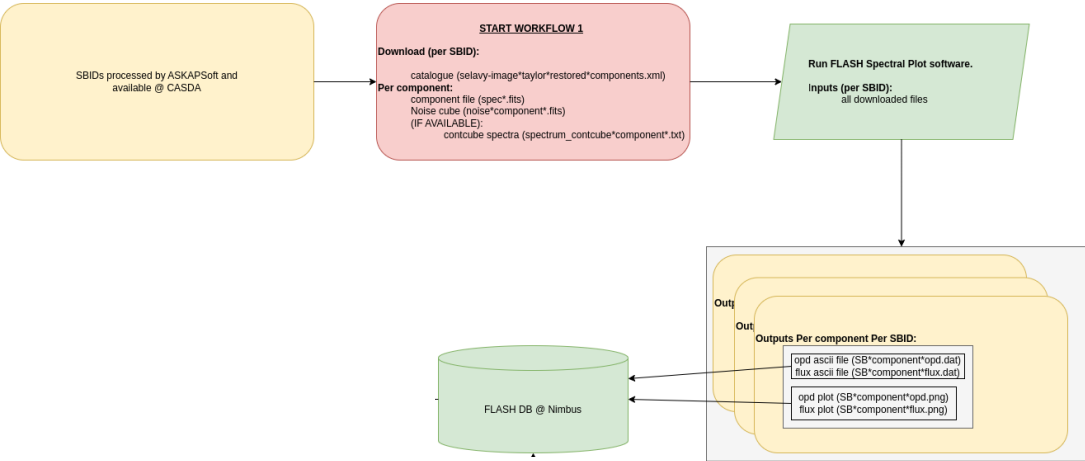 SBIDs processed by ASKAPSoft and
available @ CASDA
START WORKFLOW 1
Download (per SBID):
catalogue (selavy-image*taylor*restored*components.xml)
Per component:
component file (spec*.fits)
Noise cube (noise*component*.fits)
(IF AVAILABLE):
contcube spectra (spectrum_contcube*component*.txt)
Run FLASH Spectral Plot software.
Inputs (per SBID):
all downloaded files
Outp
Outp
Outputs Per component Per SBID:
opd ascii file (SB*component*opd.dat)
flux ascii file (SB*component*flux.dat)
opd plot (SB*component*opd.png)
flux plot (SB*component*flux.png)
FLASH DB @ Nimbus